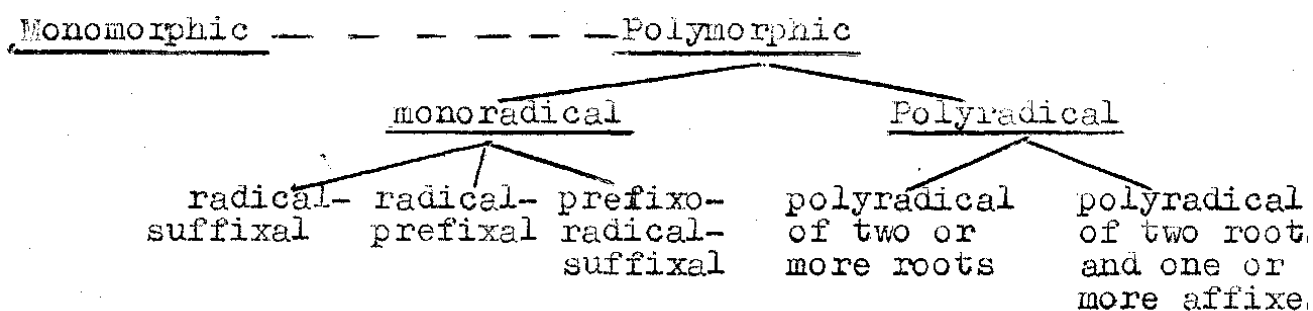 Monomorphic — — — — — — Polymorphic
monoradical Polyradical
radical- radical- prefixo- polyradical polyradical
suffixal prefixal radical- of two or of two root
suffixal more roots and one or
more affixe